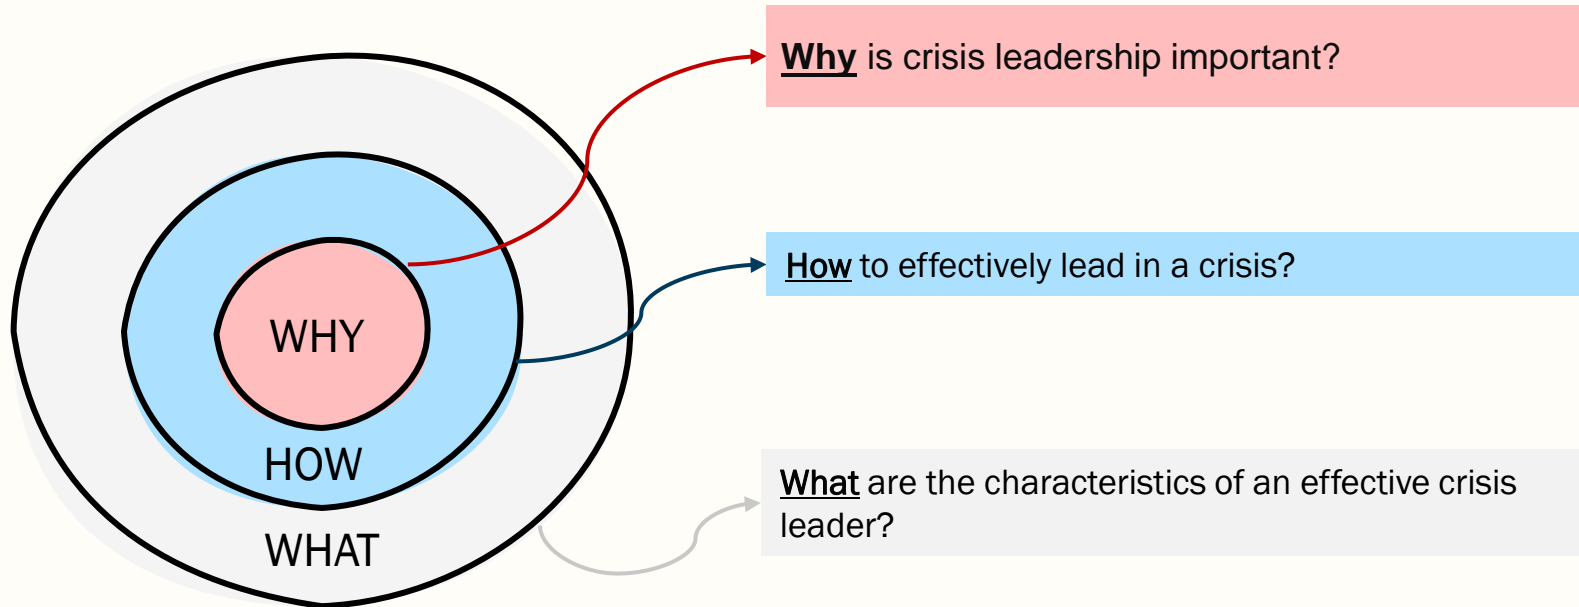 Why is crisis leadership important?
How to effectively lead in a crisis?
WHY
HOW
What are the characteristics of an effective crisis
leader?
WHAT